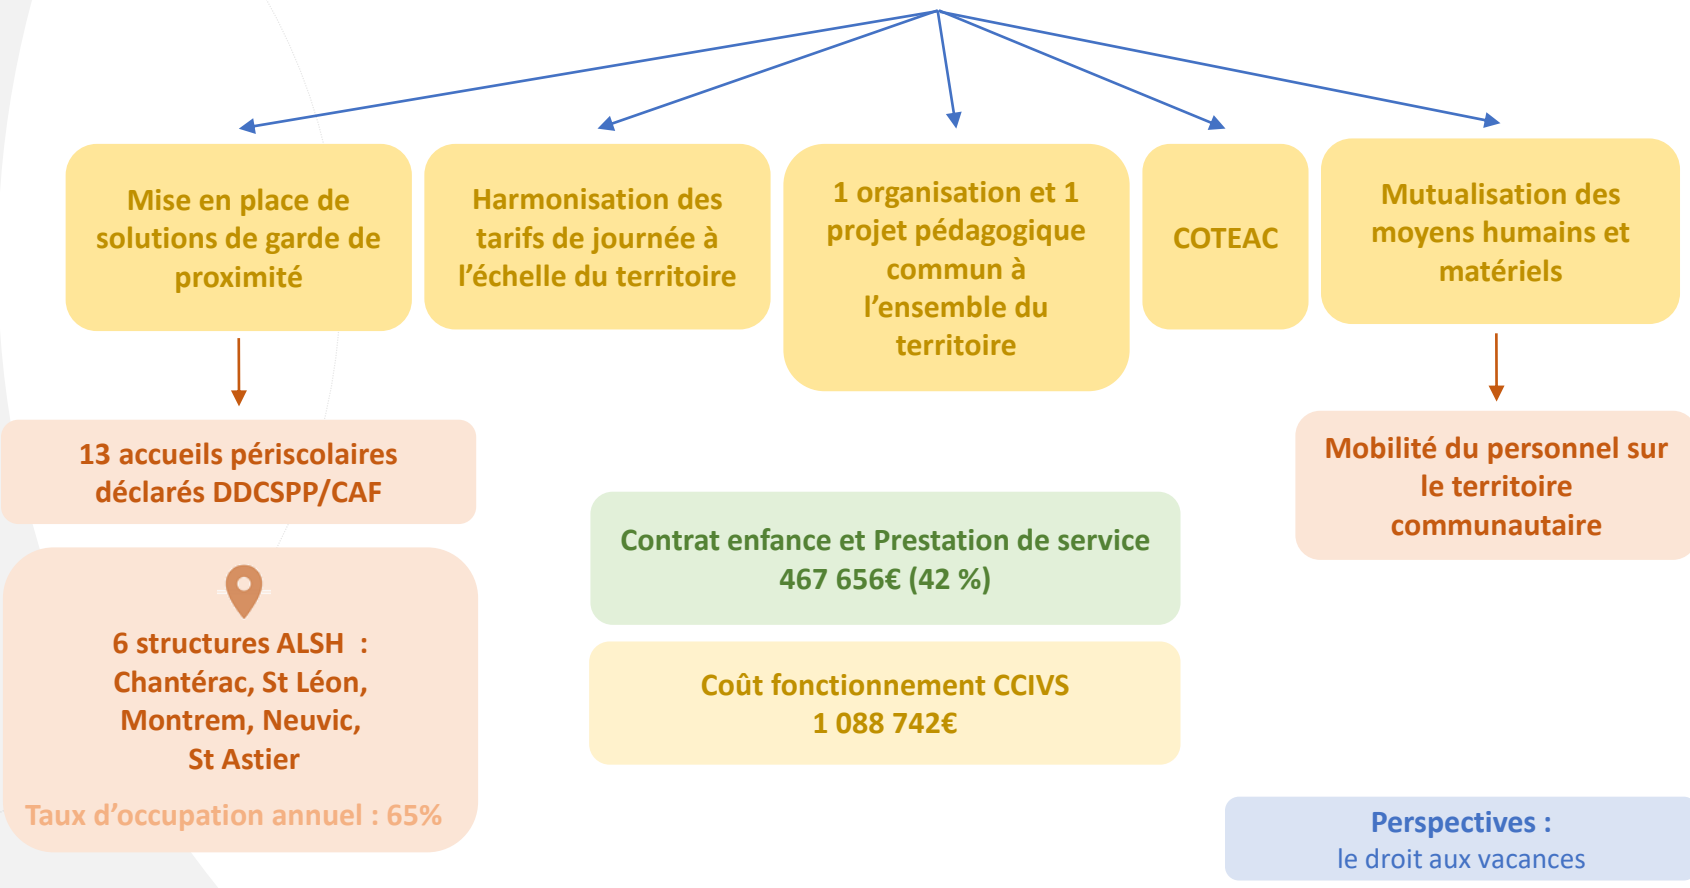 Mise en place de
solutions de garde de
proximité
Harmonisation des
tarifs de journée à
l’échelle du territoire
1 organisation et 1
projet pédagogique
commun à
l’ensemble du
territoire
COTEAC
Mutualisation des
moyens humains et
matériels
13 accueils périscolaires
déclarés DDCSPP/CAF
Mobilité du personnel sur
le territoire
communautaire
Contrat enfance et Prestation de service
467 656€ (42 %)
6 structures ALSH  :
Chantérac, St Léon,
Montrem, Neuvic,
St Astier
Taux d’occupation annuel : 65%
Coût fonctionnement CCIVS
1 088 742€
Perspectives :
le droit aux vacances